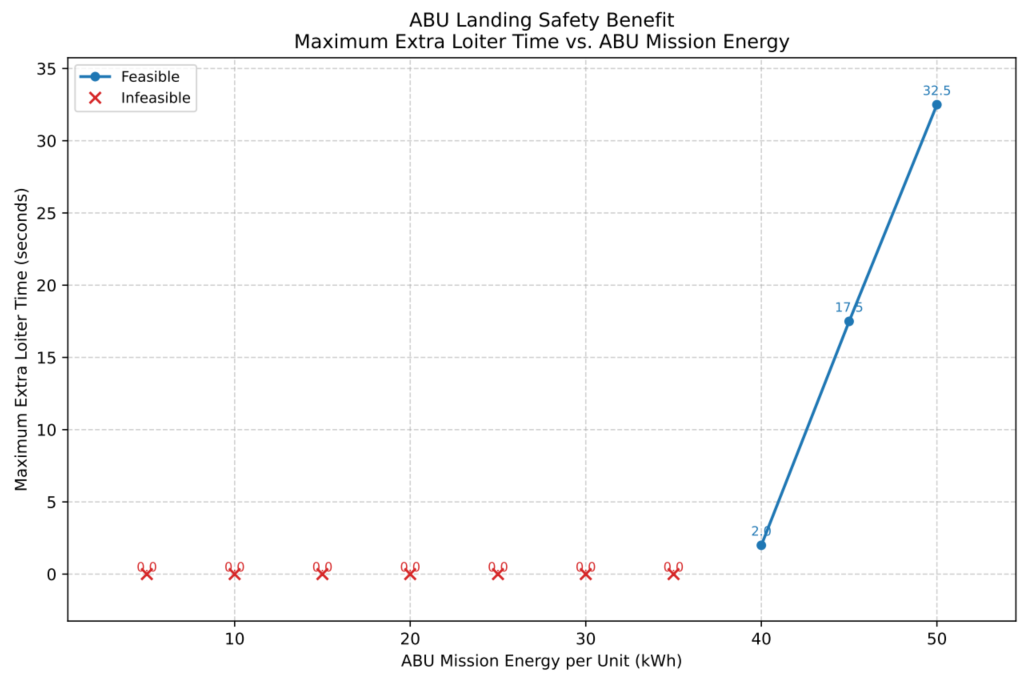 ABU Landing Safety Benefit
Maximum Extra Loiter Time vs. ABU Mission Energy
Feasible
Infeasible
Maximum Extra Loiter Time (seconds)
35
30
25
20
15
10
5
0
32.5
17.5
2.0
0.0 0.0 0.0 0.0 0.0 0.0 0.0
10 20 30 40 50
ABU Mission Energy per Unit (kWh)